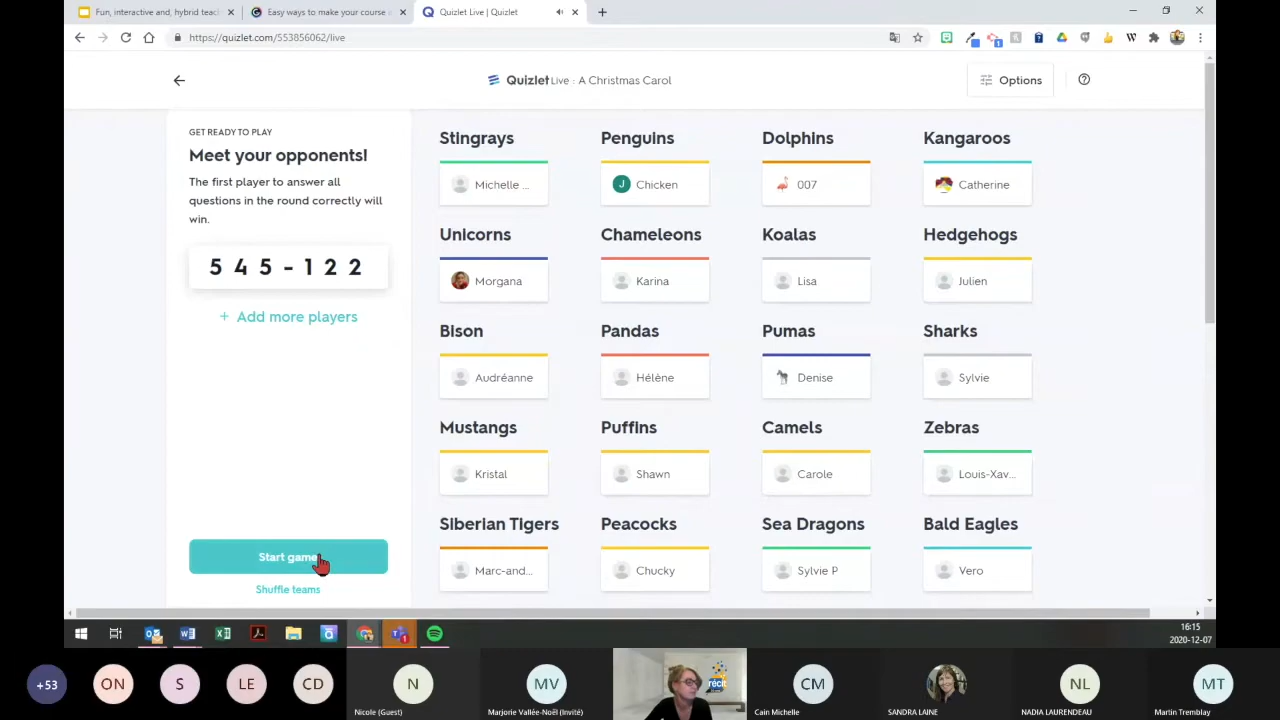 Fun, interactive and, hybrid teac
Easy ways to make your course
Quizlet Live | Quizlet
https://quizlet.com/553856062/live
Quizlet Live : A Christmas Carol
Options
GET READY TO PLAY
Meet your opponents!
The first player to answer all
questions in the round correctly will
win.
545-122
+ Add more players
Start game
Shuffle teams
Stingrays
Penguins
Dolphins
Kangaroos
Michelle ...
J
Chicken
007
Catherine
Unicorns
Chameleons
Koalas
Hedgehogs
Morgana
Karina
Lisa
Julien
Bison
Pandas
Pumas
Sharks
Audréanne
Hélène
Denise
Sylvie
Mustangs
Puffins
Camels
Zebras
Kristal
Shawn
Carole
Louis-Xav...
Siberian Tigers
Peacocks
Sea Dragons
Bald Eagles
Marc-and...
Chucky
Sylvie P
Vero
16:15
2020-12-07
+53
ON
S
LE
CD
N
MV
récit
CM
NL
MT
Nicole (Guest)
Marjorie Vallée-Noël (Invité)
Cain Michelle
SANDRA LAINE
NADIA LAURENDEAU
Martin Tremblay